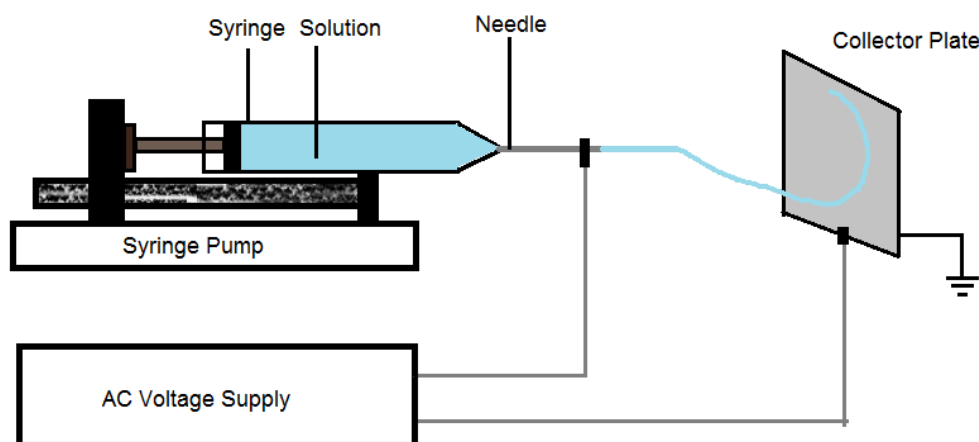 Syringe
Solution
Needle
Collector Plate
Syringe Pump
AC Voltage Supply